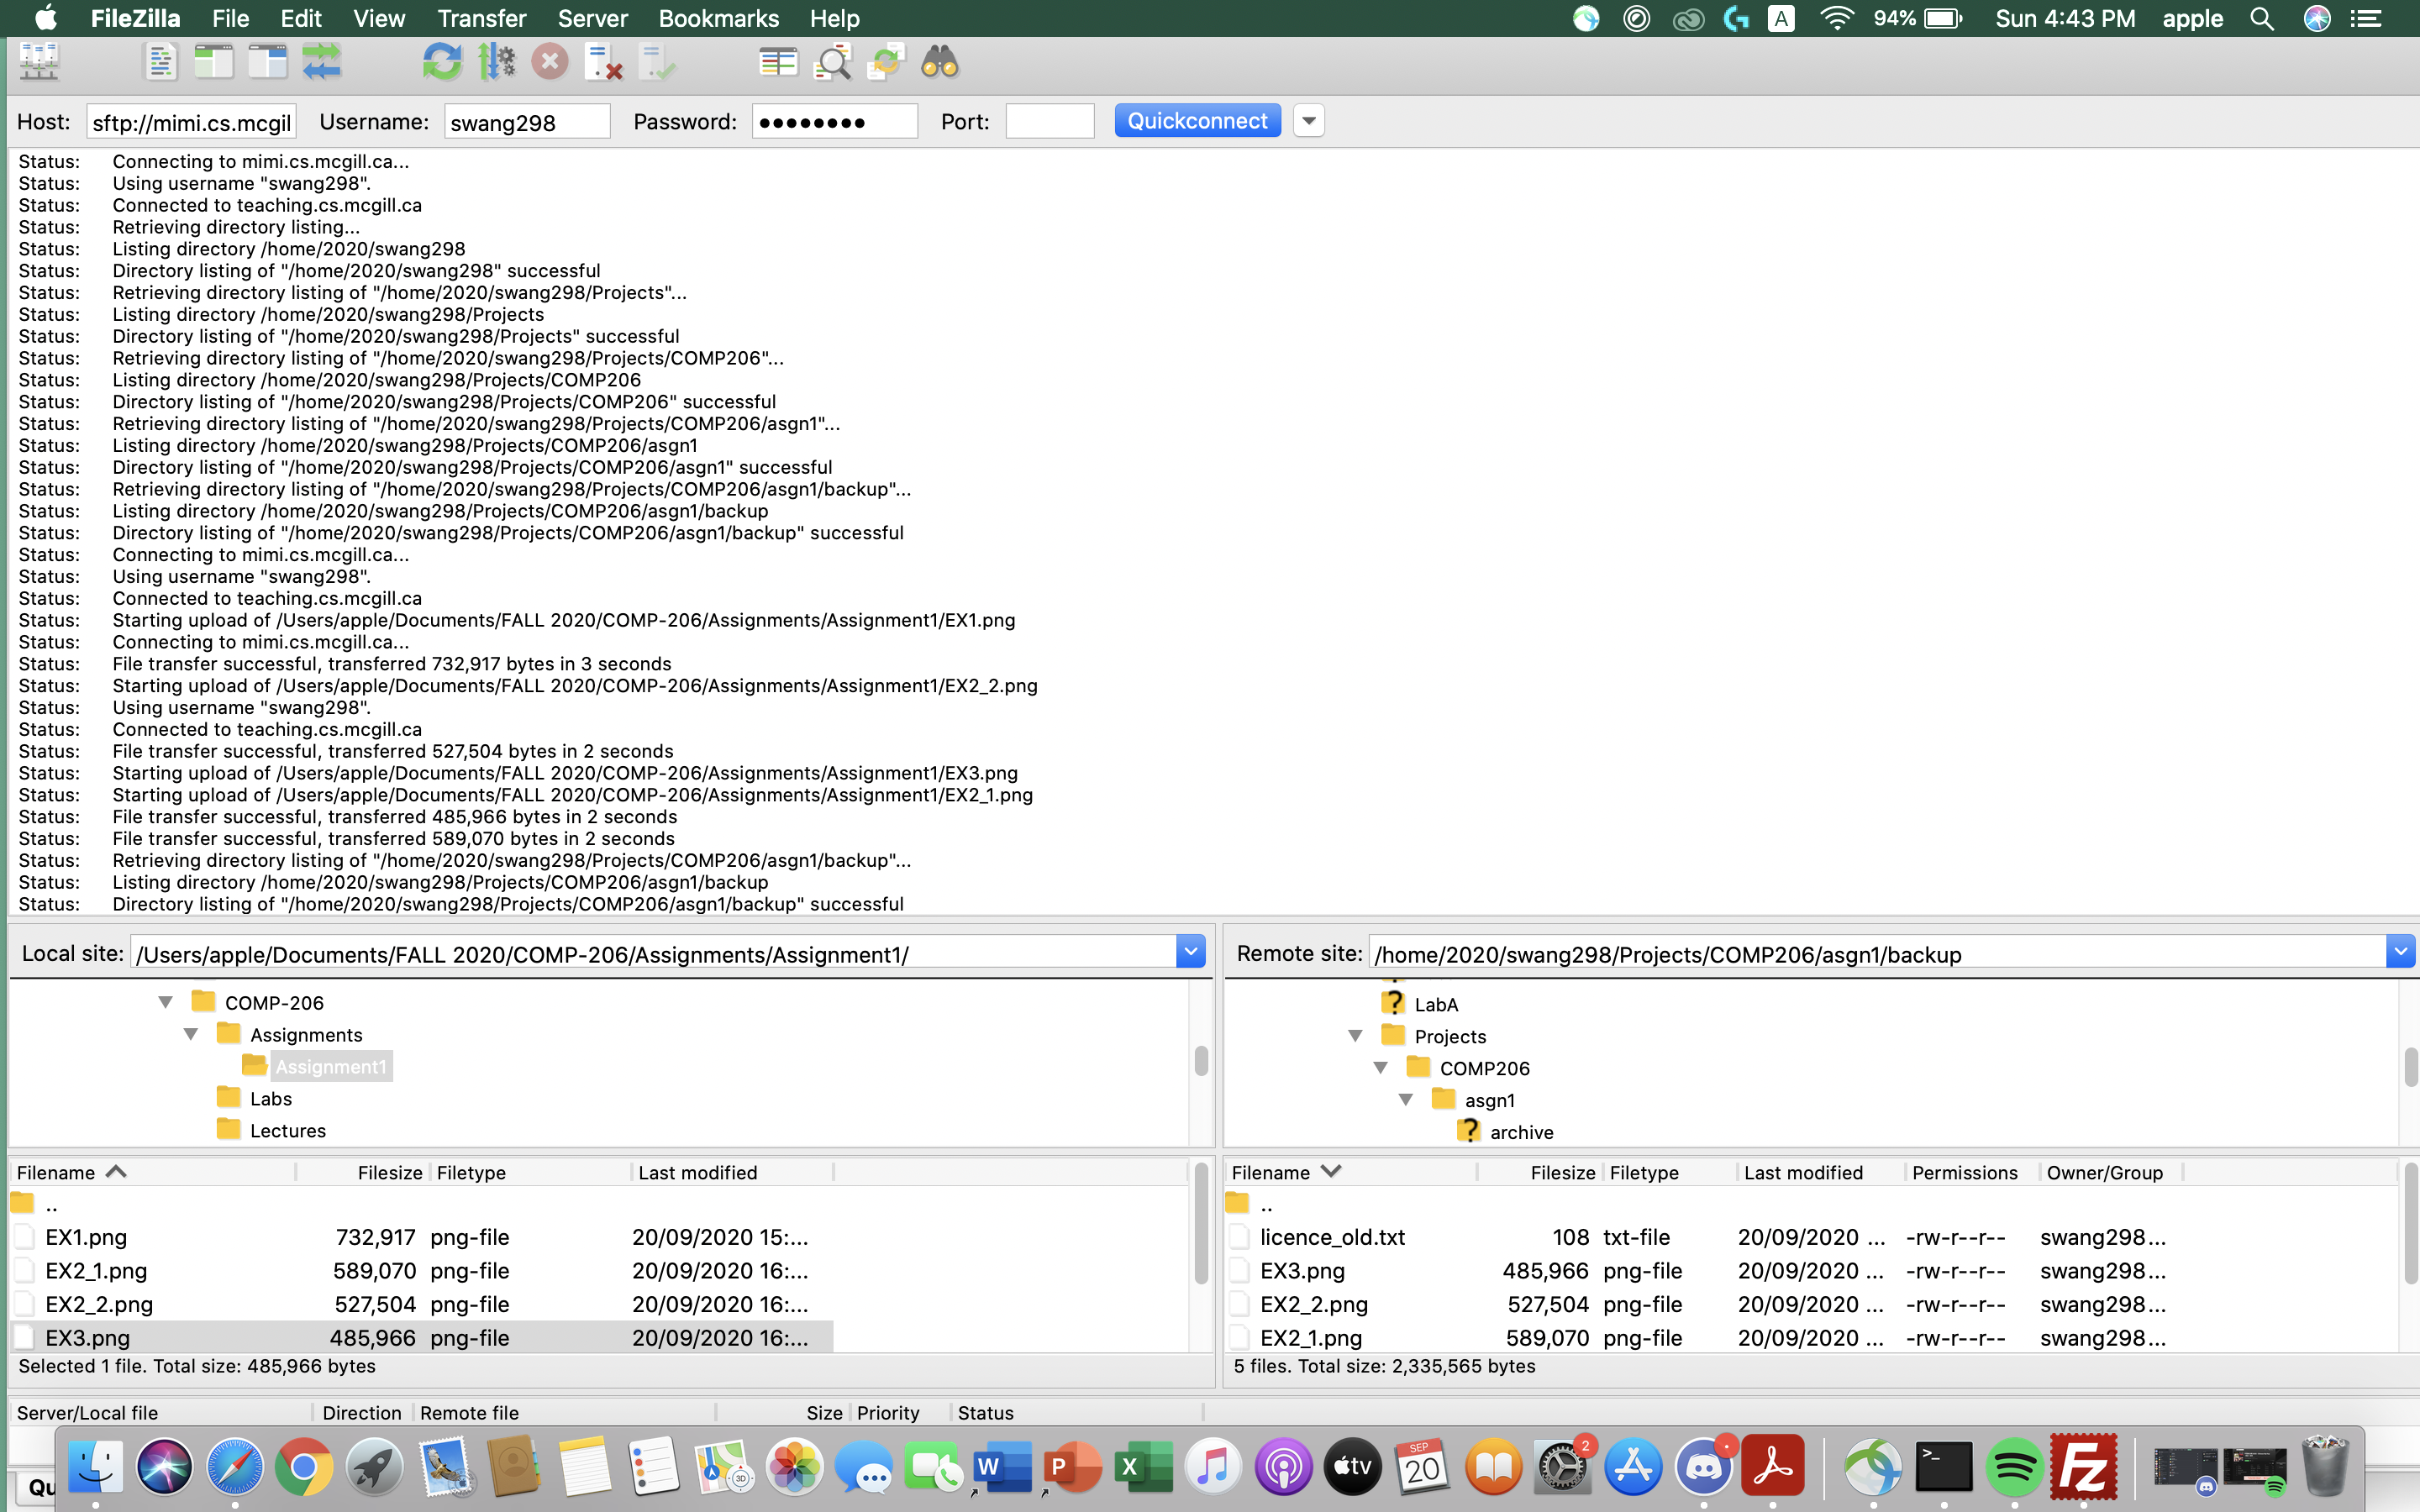 FileZilla File Edit View Transfer Server Bookmarks Help A 94% Sun 4:43 PM apple
Host: sftp://mimi.cs.mcgil Username: swang298 Password: ●●●●●●●● Port: Quickconnect
Status: Connecting to mimi.cs.mcgill.ca...
Status: Using username "swang298".
Status: Connected to teaching.cs.mcgill.ca
Status: Retrieving directory listing...
Status: Listing directory /home/2020/swang298
Status: Directory listing of "/home/2020/swang298" successful
Status: Retrieving directory listing of "/home/2020/swang298/Projects"...
Status: Listing directory /home/2020/swang298/Projects
Status: Directory listing of "/home/2020/swang298/Projects" successful
Status: Retrieving directory listing of "/home/2020/swang298/Projects/COMP206"...
Status: Listing directory /home/2020/swang298/Projects/COMP206
Status: Directory listing of "/home/2020/swang298/Projects/COMP206" successful
Status: Retrieving directory listing of "/home/2020/swang298/Projects/COMP206/asgn1"...
Status: Listing directory /home/2020/swang298/Projects/COMP206/asgn1
Status: Directory listing of "/home/2020/swang298/Projects/COMP206/asgn1" successful
Status: Retrieving directory listing of "/home/2020/swang298/Projects/COMP206/asgn1/backup"...
Status: Listing directory /home/2020/swang298/Projects/COMP206/asgn1/backup
Status: Directory listing of "/home/2020/swang298/Projects/COMP206/asgn1/backup" successful
Status: Connecting to mimi.cs.mcgill.ca...
Status: Using username "swang298".
Status: Connected to teaching.cs.mcgill.ca
Status: Starting upload of /Users/apple/Documents/FALL 2020/COMP-206/Assignments/Assignment1/EX1.png
Status: Connecting to mimi.cs.mcgill.ca...
Status: File transfer successful, transferred 732,917 bytes in 3 seconds
Status: Starting upload of /Users/apple/Documents/FALL 2020/COMP-206/Assignments/Assignment1/EX2_2.png
Status: Using username "swang298".
Status: Connected to teaching.cs.mcgill.ca
Status: File transfer successful, transferred 527,504 bytes in 2 seconds
Status: Starting upload of /Users/apple/Documents/FALL 2020/COMP-206/Assignments/Assignment1/EX3.png
Status: Starting upload of /Users/apple/Documents/FALL 2020/COMP-206/Assignments/Assignment1/EX2_1.png
Status: File transfer successful, transferred 485,966 bytes in 2 seconds
Status: File transfer successful, transferred 589,070 bytes in 2 seconds
Status: Retrieving directory listing of "/home/2020/swang298/Projects/COMP206/asgn1/backup"...
Status: Listing directory /home/2020/swang298/Projects/COMP206/asgn1/backup
Status: Directory listing of "/home/2020/swang298/Projects/COMP206/asgn1/backup" successful
Local site: /Users/apple/Documents/FALL 2020/COMP-206/Assignments/Assignment1/
COMP-206
Assignments
Assignment1
Labs
Lectures
Filename Filesize Filetype Last modified
..
EX1.png 732,917 png-file 20/09/2020 15:...
EX2_1.png 589,070 png-file 20/09/2020 16:...
EX2_2.png 527,504 png-file 20/09/2020 16:...
EX3.png 485,966 png-file 20/09/2020 16:...
Selected 1 file. Total size: 485,966 bytes
Remote site: /home/2020/swang298/Projects/COMP206/asgn1/backup
? LabA
Projects
COMP206
asgn1
? archive
Filename Filesize Filetype Last modified Permissions Owner/Group
..
licence_old.txt 108 txt-file 20/09/2020 ... -rw-r--r-- swang298...
EX3.png 485,966 png-file 20/09/2020 ... -rw-r--r-- swang298...
EX2_2.png 527,504 png-file 20/09/2020 ... -rw-r--r-- swang298...
EX2_1.png 589,070 png-file 20/09/2020 ... -rw-r--r-- swang298...
5 files. Total size: 2,335,565 bytes
Server/Local file Direction Remote file Size Priority Status
Qu
3D W P X tv SEP 20 2 >_ Fz